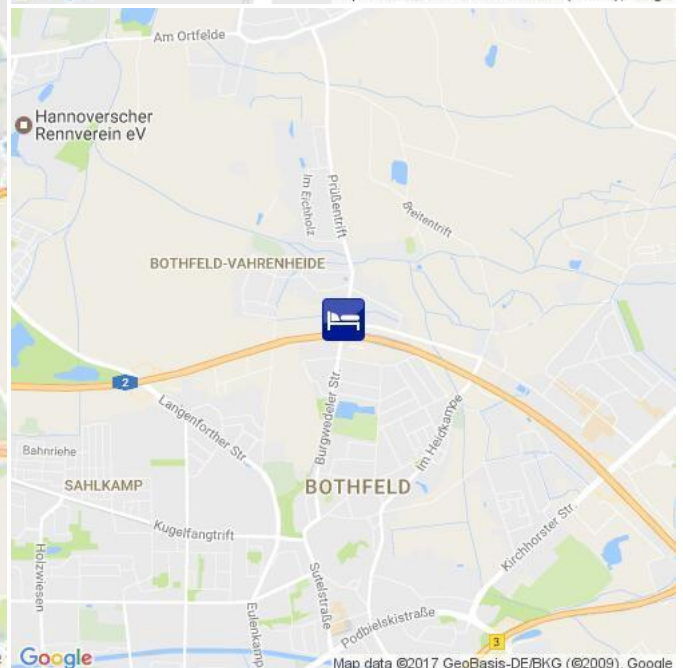 Am Ortfelde
Hannoverscher
Rennverein eV
Im Eichholz
Prüßentrift
Breitentrift
BOTHFELD-VAHRENHEIDE
2
Langenforther Str.
Burgwedeler Str.
Im Heidkampe
Bahnriehe
SAHLKAMP
BOTHFELD
Kugelfangtrift
Kirchhorster Str.
Holzwiesen
Sutelstraße
Eulenkamp
Podbielskistraße
3
Google
Map data ©2017 GeoBasis-DE/BKG (©2009), Google